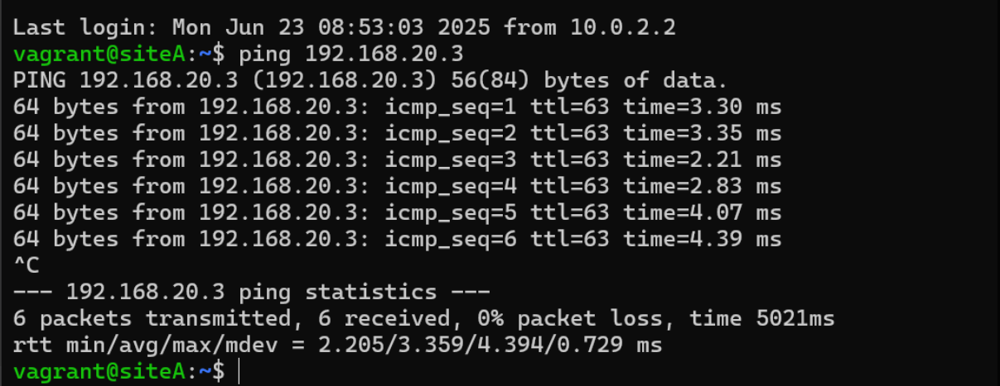 Last login: Mon Jun 23 08:53:03 2025 from 10.0.2.2
vagrant@siteA:~$ ping 192.168.20.3
PING 192.168.20.3 (192.168.20.3) 56(84) bytes of data.
64 bytes from 192.168.20.3: icmp_seq=1 ttl=63 time=3.30 ms
64 bytes from 192.168.20.3: icmp_seq=2 ttl=63 time=3.35 ms
64 bytes from 192.168.20.3: icmp_seq=3 ttl=63 time=2.21 ms
64 bytes from 192.168.20.3: icmp_seq=4 ttl=63 time=2.83 ms
64 bytes from 192.168.20.3: icmp_seq=5 ttl=63 time=4.07 ms
64 bytes from 192.168.20.3: icmp_seq=6 ttl=63 time=4.39 ms
^C
--- 192.168.20.3 ping statistics ---
6 packets transmitted, 6 received, 0% packet loss, time 5021ms
rtt min/avg/max/mdev = 2.205/3.359/4.394/0.729 ms
vagrant@siteA:~$